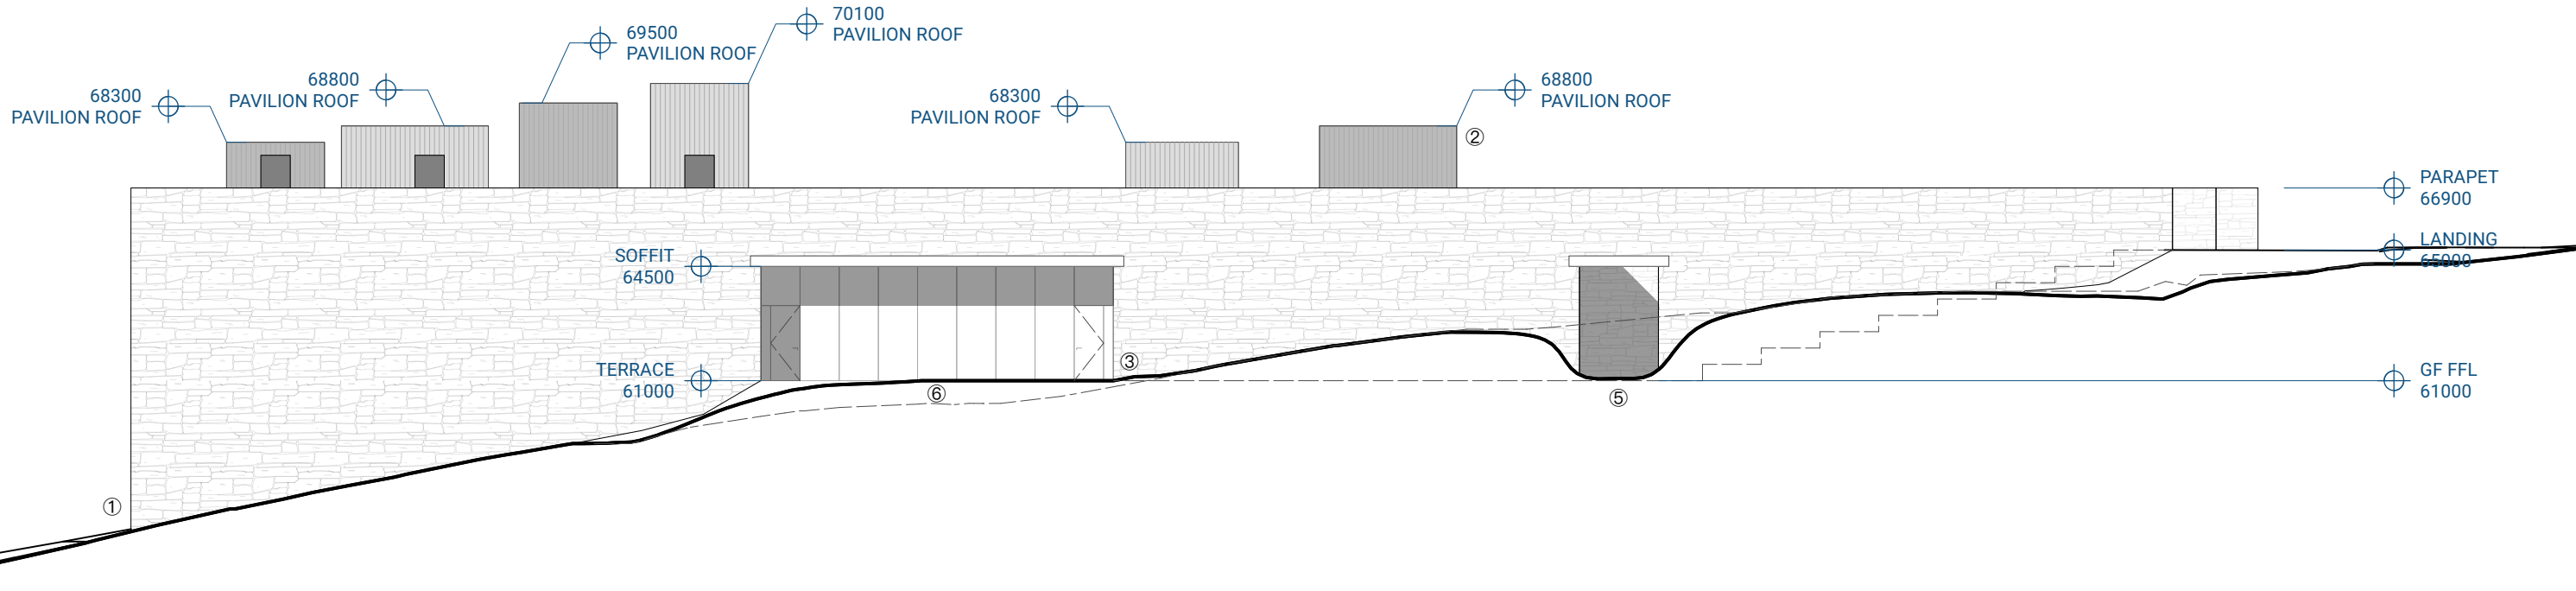 70100
PAVILION ROOF
69500
PAVILION ROOF
68800
PAVILION ROOF
68300
PAVILION ROOF
68300
PAVILION ROOF
68800
PAVILION ROOF
②
PARAPET
66900
LANDING
65000
SOFFIT
64500
TERRACE
61000
③
⑥
⑤
GF FFL
61000
①